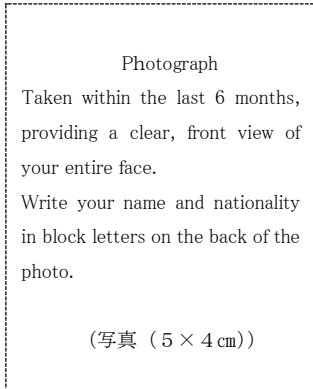 Photograph
Taken within the last 6 months,
providing a clear, front view of
your entire face.
Write your name and nationality
in block letters on the back of the
photo.
(写真（５×４㎝）)